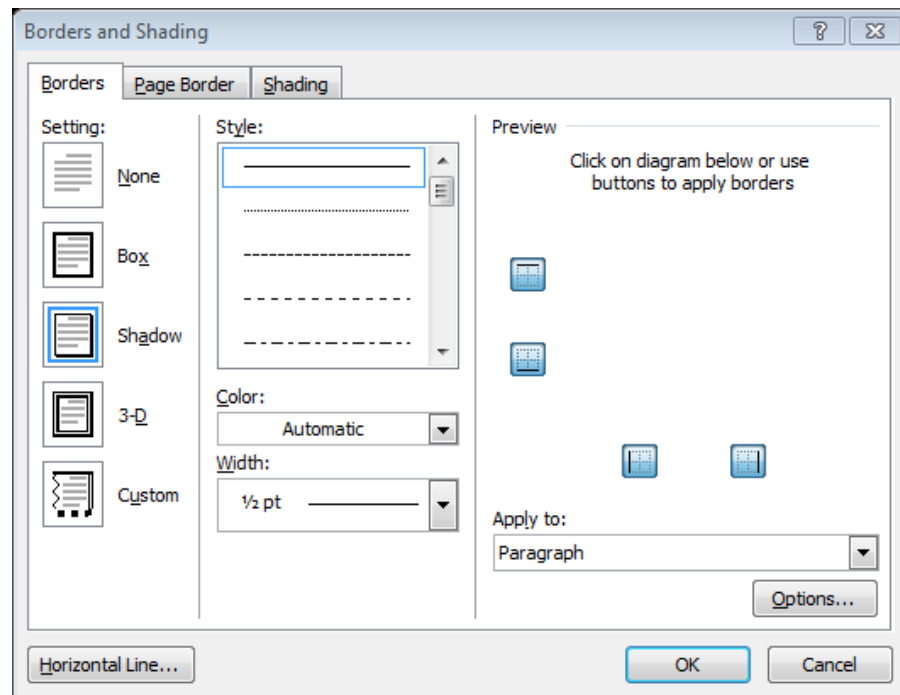 Borders and Shading
Borders
Page Border
Shading
Setting:
None
Box
Shadow
3-D
Custom
Style:
Color:
Automatic
Width:
½ pt
Preview
Click on diagram below or use
buttons to apply borders
Apply to:
Paragraph
Options...
Horizontal Line...
OK
Cancel